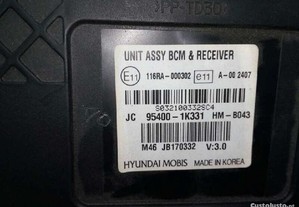 UNIT ASSY BCM & RECEIVER
E11 116RA-000302 e11 A-00 2407
S032100332SC4
JC 95400-1K331 HM-B043
M46 JB170332 V:3.0
HYUNDAI MOBIS MADE IN KOREA